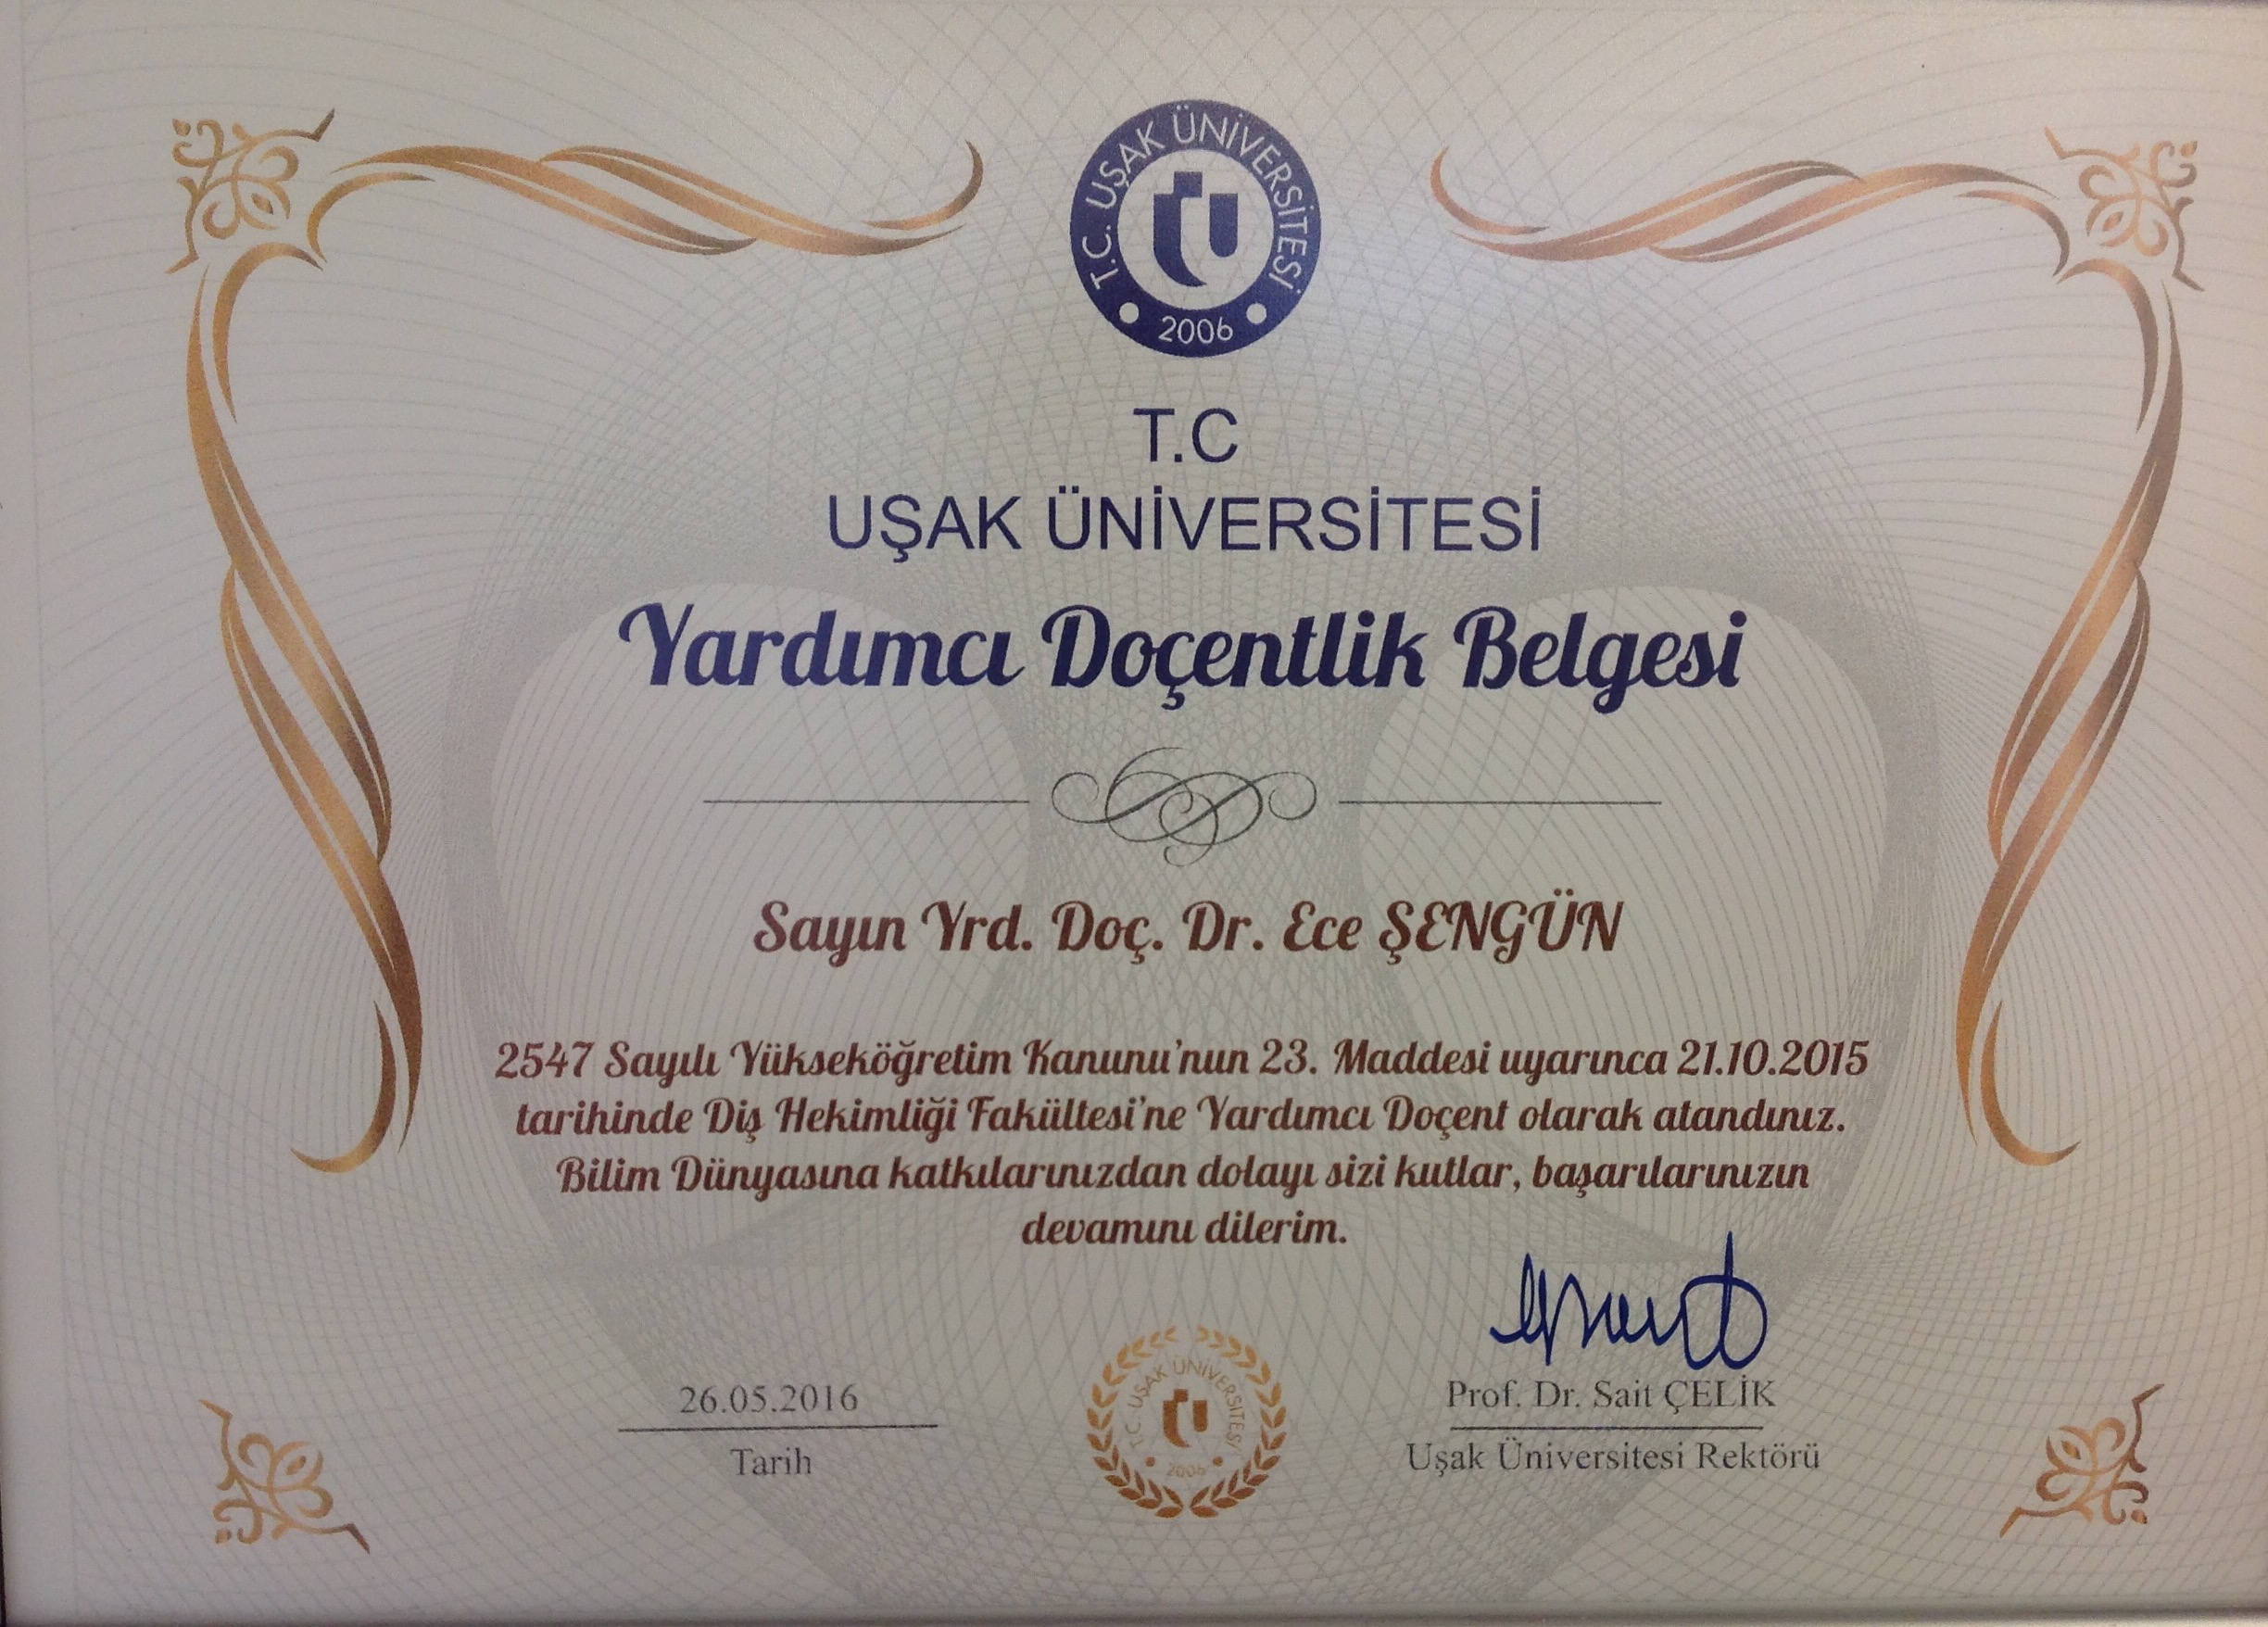 T.C. UŞAK ÜNİVERSİTESİ
2006
T.C
UŞAK ÜNİVERSİTESİ
Yardımcı Doçentlik Belgesi
Sayın Yrd. Doç. Dr. Ece ŞENGÜN
2547 Sayılı Yükseköğretim Kanunu'nun 23. Maddesi uyarınca 21.10.2015
tarihinde Diş Hekimliği Fakültesi'ne Yardımcı Doçent olarak atandınız.
Bilim Dünyasına katkılarınızdan dolayı sizi kutlar, başarılarınızın
devamını dilerim.
26.05.2016
Tarih
T.C. UŞAK ÜNİVERSİTESİ
2006
Prof. Dr. Sait ÇELİK
Uşak Üniversitesi Rektörü